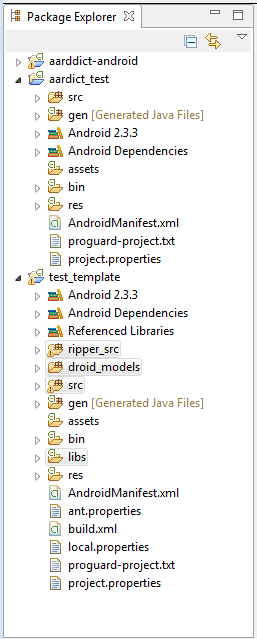 Package Explorer
aarddict-android
aardict_test
src
gen [Generated Java Files]
Android 2.3.3
Android Dependencies
assets
bin
res
AndroidManifest.xml
proguard-project.txt
project.properties
test_template
Android 2.3.3
Android Dependencies
Referenced Libraries
ripper_src
droid_models
src
gen [Generated Java Files]
assets
bin
libs
res
AndroidManifest.xml
ant.properties
build.xml
local.properties
proguard-project.txt
project.properties